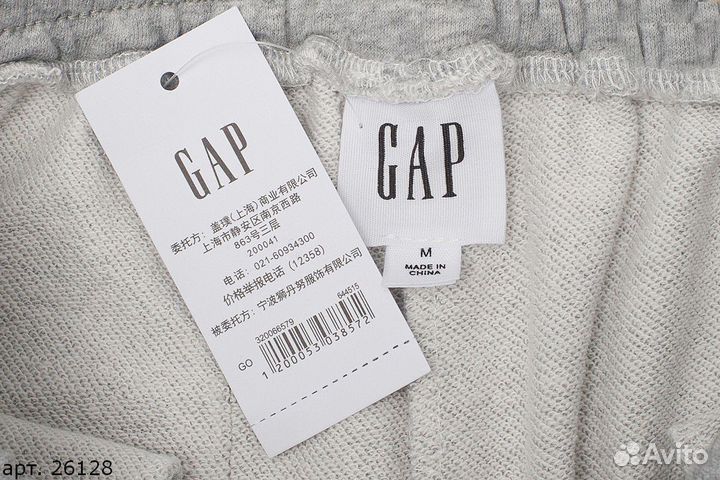 GAP
委托方：盖璞(上海)商业有限公司
上海市静安区南京西路
863号三层
200041
电话：021-60934300
价格举报电话（12358）
被委托方：宁波狮丹努服饰有限公司
320066579 644515
GO
1 200053 038572
GAP
M
MADE IN
CHINA
арт. 26128
Avito